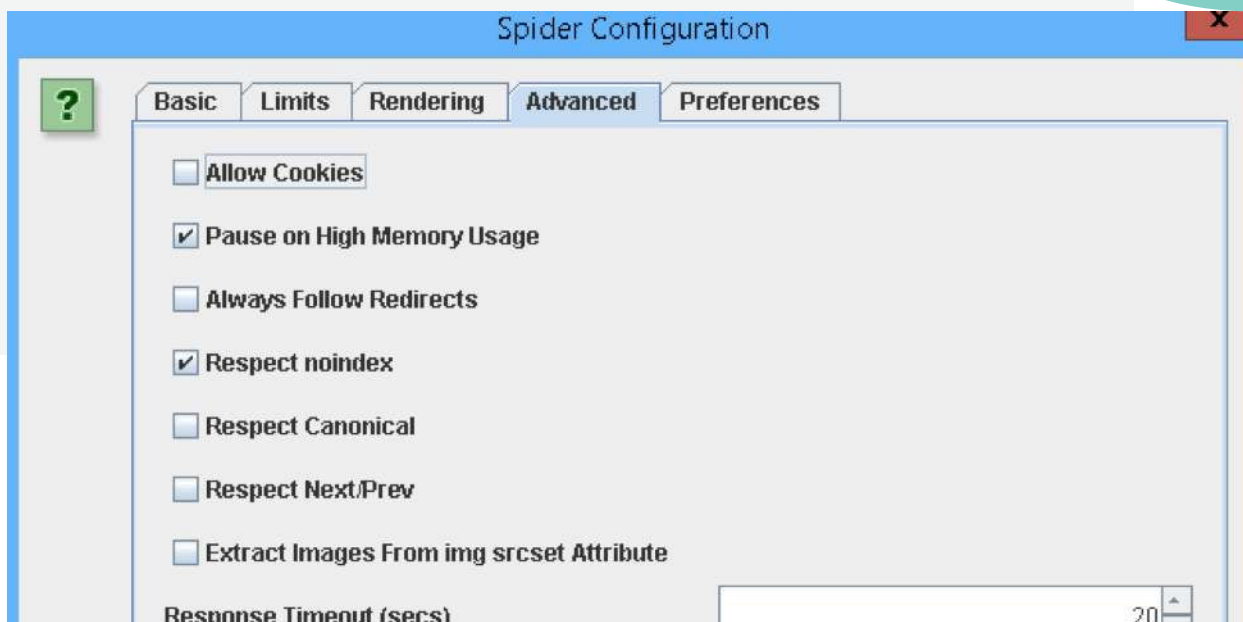 Spider Configuration
x
?
Basic Limits Rendering Advanced Preferences
Allow Cookies
Pause on High Memory Usage
Always Follow Redirects
Respect noindex
Respect Canonical
Respect Next/Prev
Extract Images From img srcset Attribute
Response Timeout (secs) 20